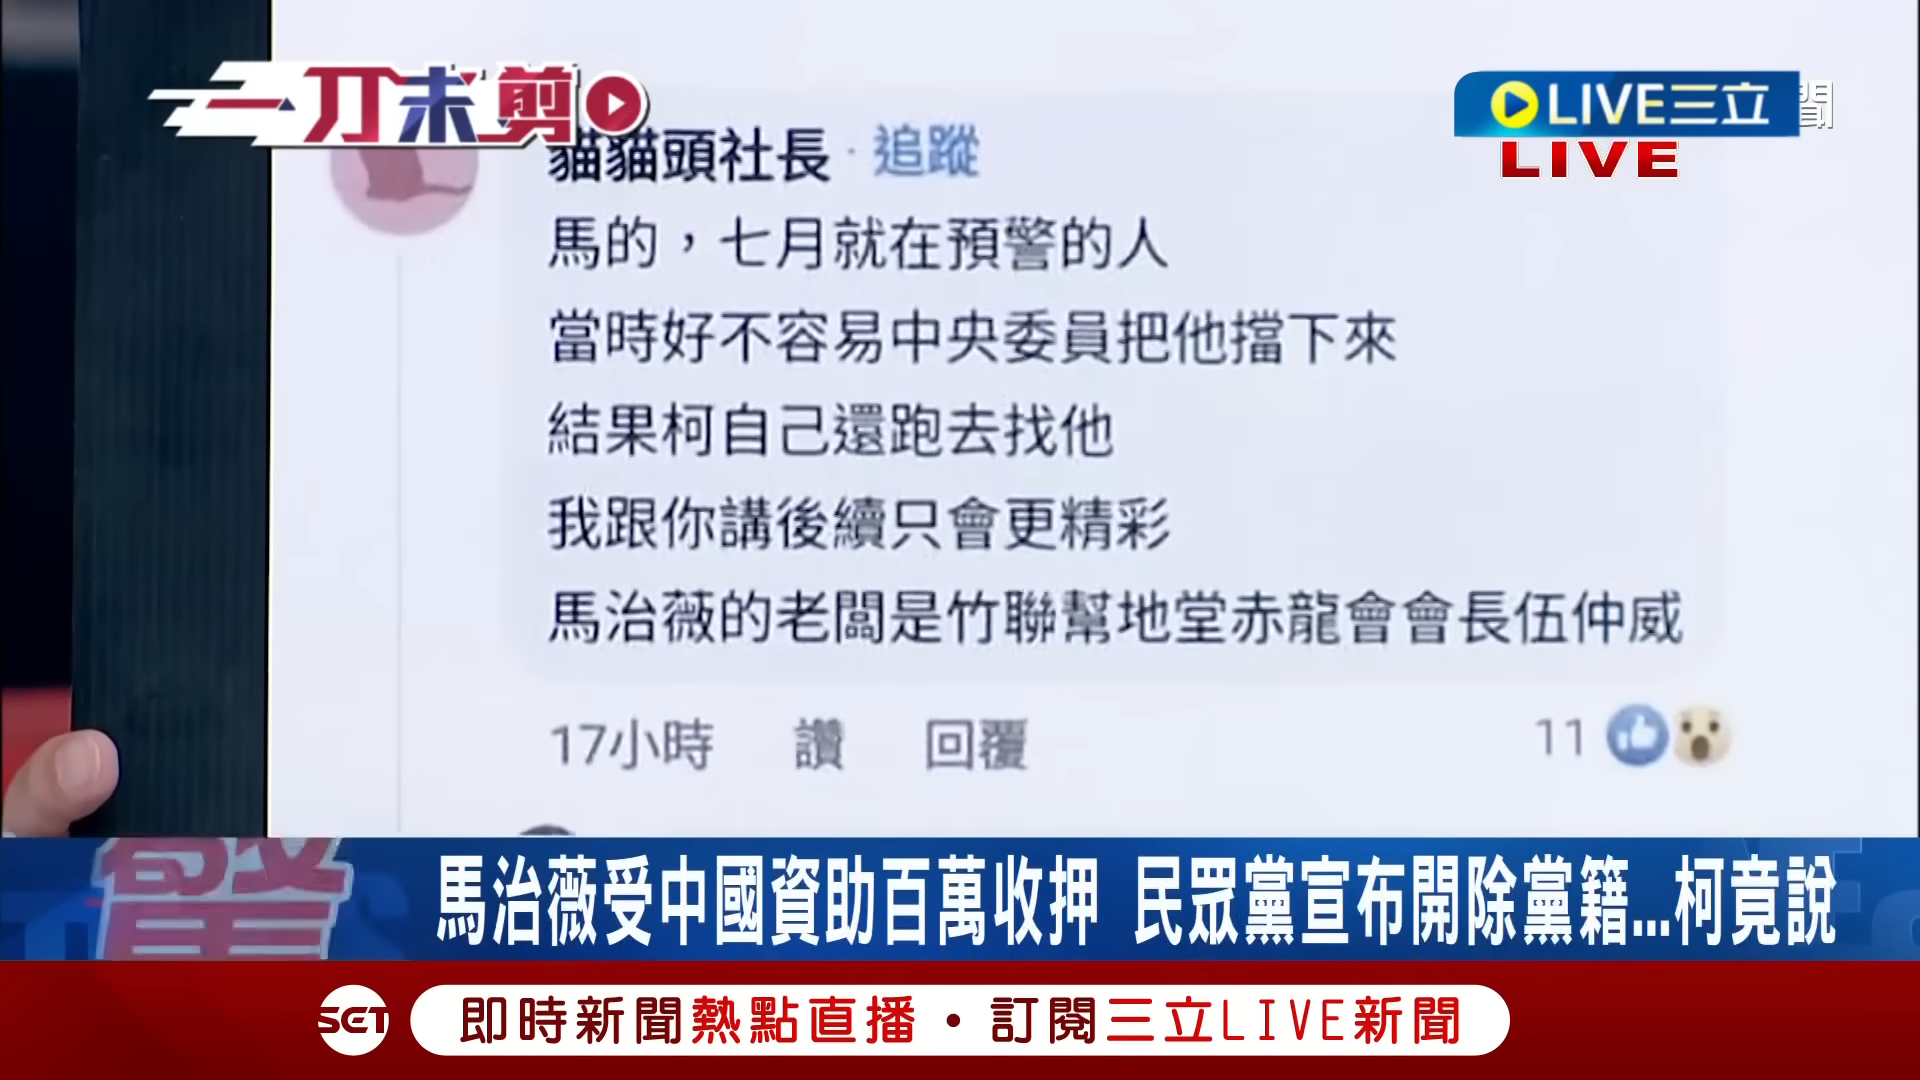 一刀未剪
LIVE三立
聞
LIVE
貓貓頭社長 · 追蹤
馬的，七月就在預警的人
當時好不容易中央委員把他擋下來
結果柯自己還跑去找他
我跟你講後續只會更精彩
馬治薇的老闆是竹聯幫地堂赤龍會會長伍仲威
17小時 讚 回覆
11
馬治薇受中國資助百萬收押 民眾黨宣布開除黨籍...柯竟說
SET 即時新聞熱點直播・訂閱三立LIVE新聞